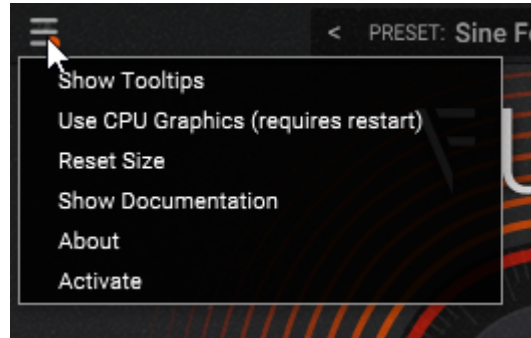 < PRESET: Sine F
Show Tooltips
Use CPU Graphics (requires restart)
Reset Size
Show Documentation
About
Activate